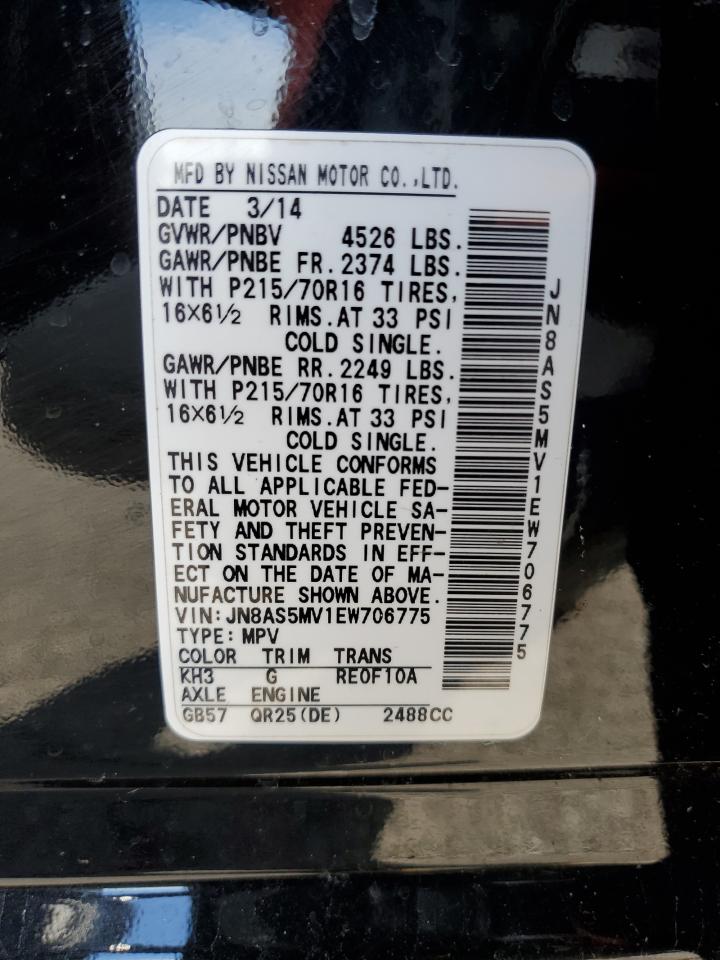 MFD BY NISSAN MOTOR CO.,LTD.
DATE 3/14
GVWR/PNBV 4526 LBS.
GAWR/PNBE FR.2374 LBS.
WITH P215/70R16 TIRES,
16X6½ RIMS.AT 33 PSI
COLD SINGLE.
GAWR/PNBE RR.2249 LBS.
WITH P215/70R16 TIRES,
16X6½ RIMS.AT 33 PSI
COLD SINGLE.
THIS VEHICLE CONFORMS
TO ALL APPLICABLE FED-
ERAL MOTOR VEHICLE SA-
FETY AND THEFT PREVEN-
TION STANDARDS IN EFF-
ECT ON THE DATE OF MA-
NUFACTURE SHOWN ABOVE.
VIN:JN8AS5MV1EW706775
TYPE:MPV
COLOR TRIM TRANS
KH3 G RE0F10A
AXLE ENGINE
GB57 QR25(DE) 2488CC
JN8AS5MV1EW706775